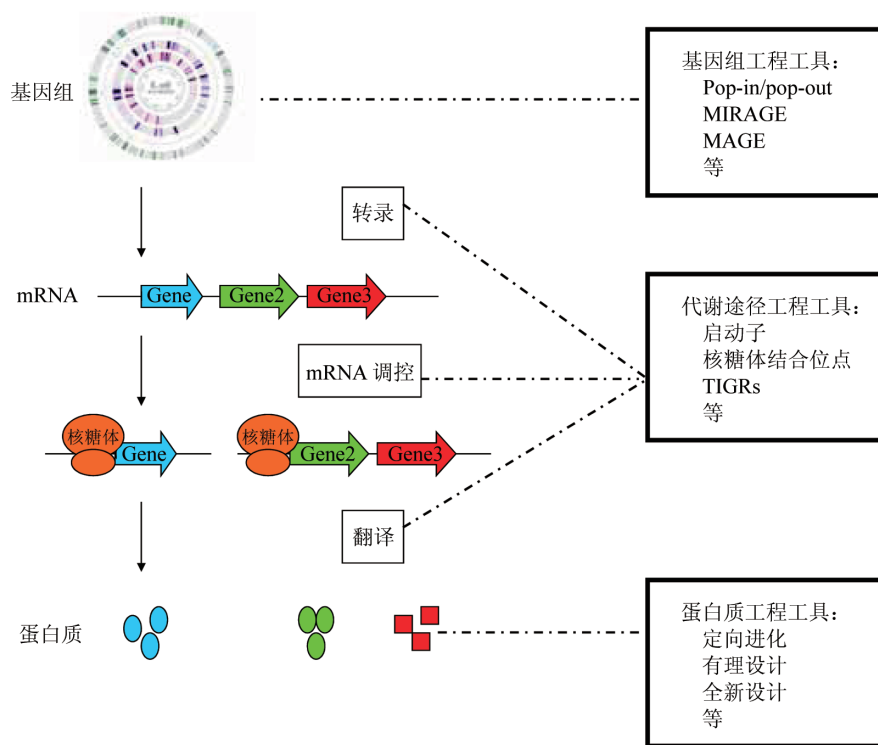 基因组
基因组工程工具：
Pop-in/pop-out
MIRAGE
MAGE
等
转录
mRNA
Gene
Gene2
Gene3
代谢途径工程工具：
启动子
核糖体结合位点
TIGRs
等
mRNA 调控
核糖体
Gene
核糖体
Gene2
Gene3
翻译
蛋白质
蛋白质工程工具：
定向进化
有理设计
全新设计
等